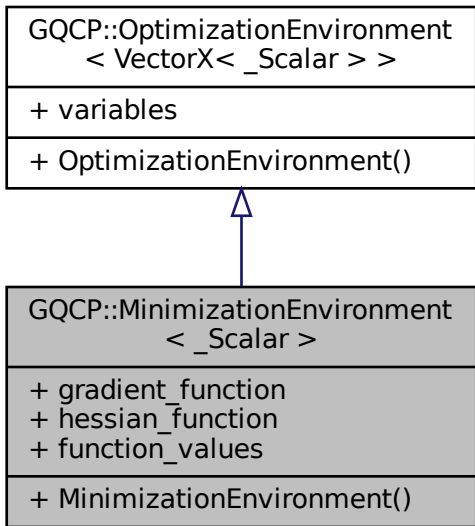 GQCP::OptimizationEnvironment
< VectorX< _Scalar > >
+ variables
+ OptimizationEnvironment()
GQCP::MinimizationEnvironment
< _Scalar >
+ gradient_function
+ hessian_function
+ function_values
+ MinimizationEnvironment()